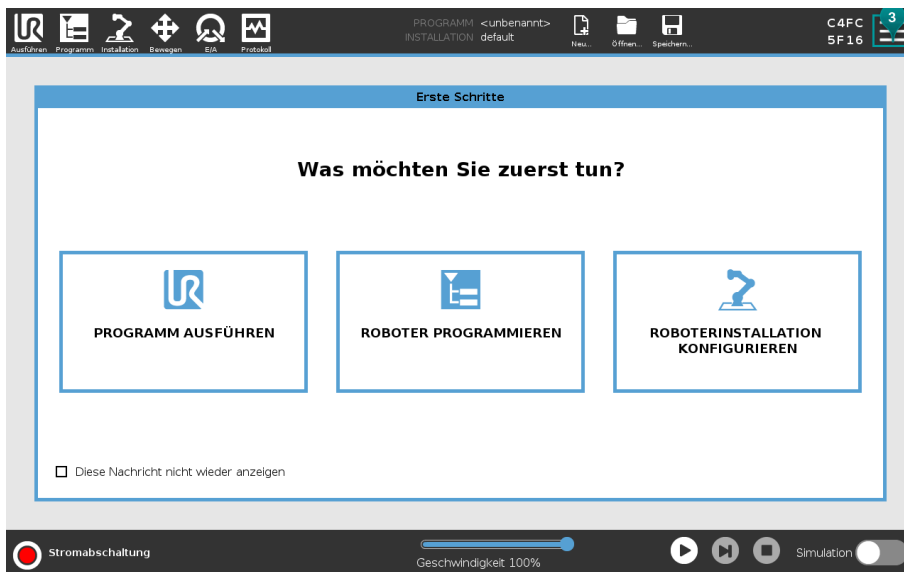 PROGRAMM <unbenannt>
INSTALLATION default
C4FC
5F16
3
Ausführen Programm Installation Bewegen E/A Protokoll
Neu... Öffnen... Speichern...
Erste Schritte
Was möchten Sie zuerst tun?
PROGRAMM AUSFÜHREN
ROBOTER PROGRAMMIEREN
ROBOTERINSTALLATION
KONFIGURIEREN
Diese Nachricht nicht wieder anzeigen
Stromabschaltung
Geschwindigkeit 100%
Simulation